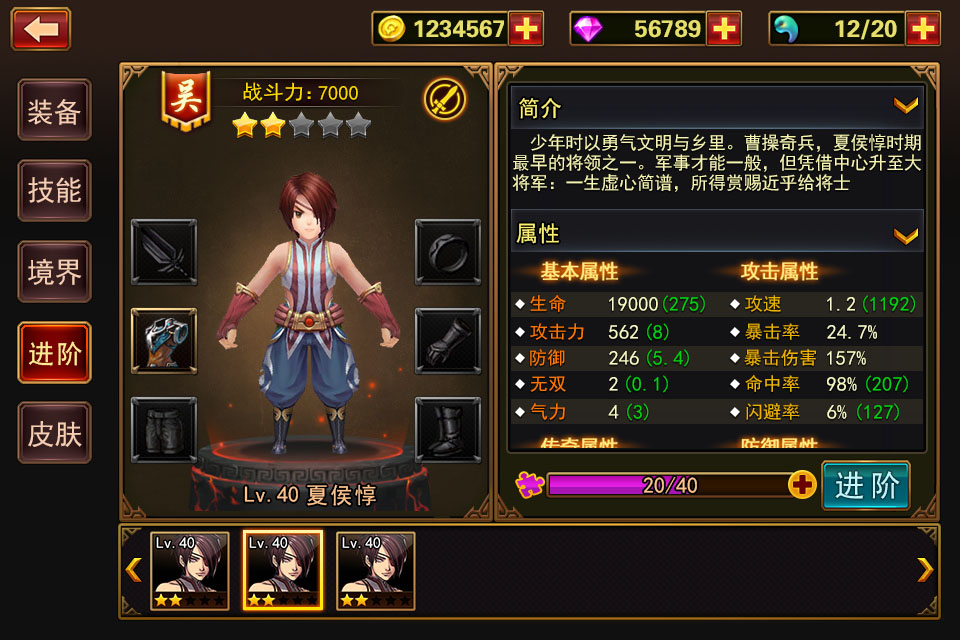 1234567
56789
12/20
装备
技能
境界
进阶
皮肤
吴
战斗力：7000
Lv. 40 夏侯惇
简介
少年时以勇气文明与乡里。曹操奇兵，夏侯惇时期
最早的将领之一。军事才能一般，但凭借中心升至大
将军：一生虚心简谱，所得赏赐近乎给将士
属性
基本属性 攻击属性
生命 19000(275) 攻速 1.2(1192)
攻击力 562(8) 暴击率 24.7%
防御 246(5.4) 暴击伤害 157%
无双 2(0.1) 命中率 98%(207)
气力 4(3) 闪避率 6%(127)
传奇属性 防御属性
20/40
进阶
Lv. 40 Lv. 40 Lv. 40